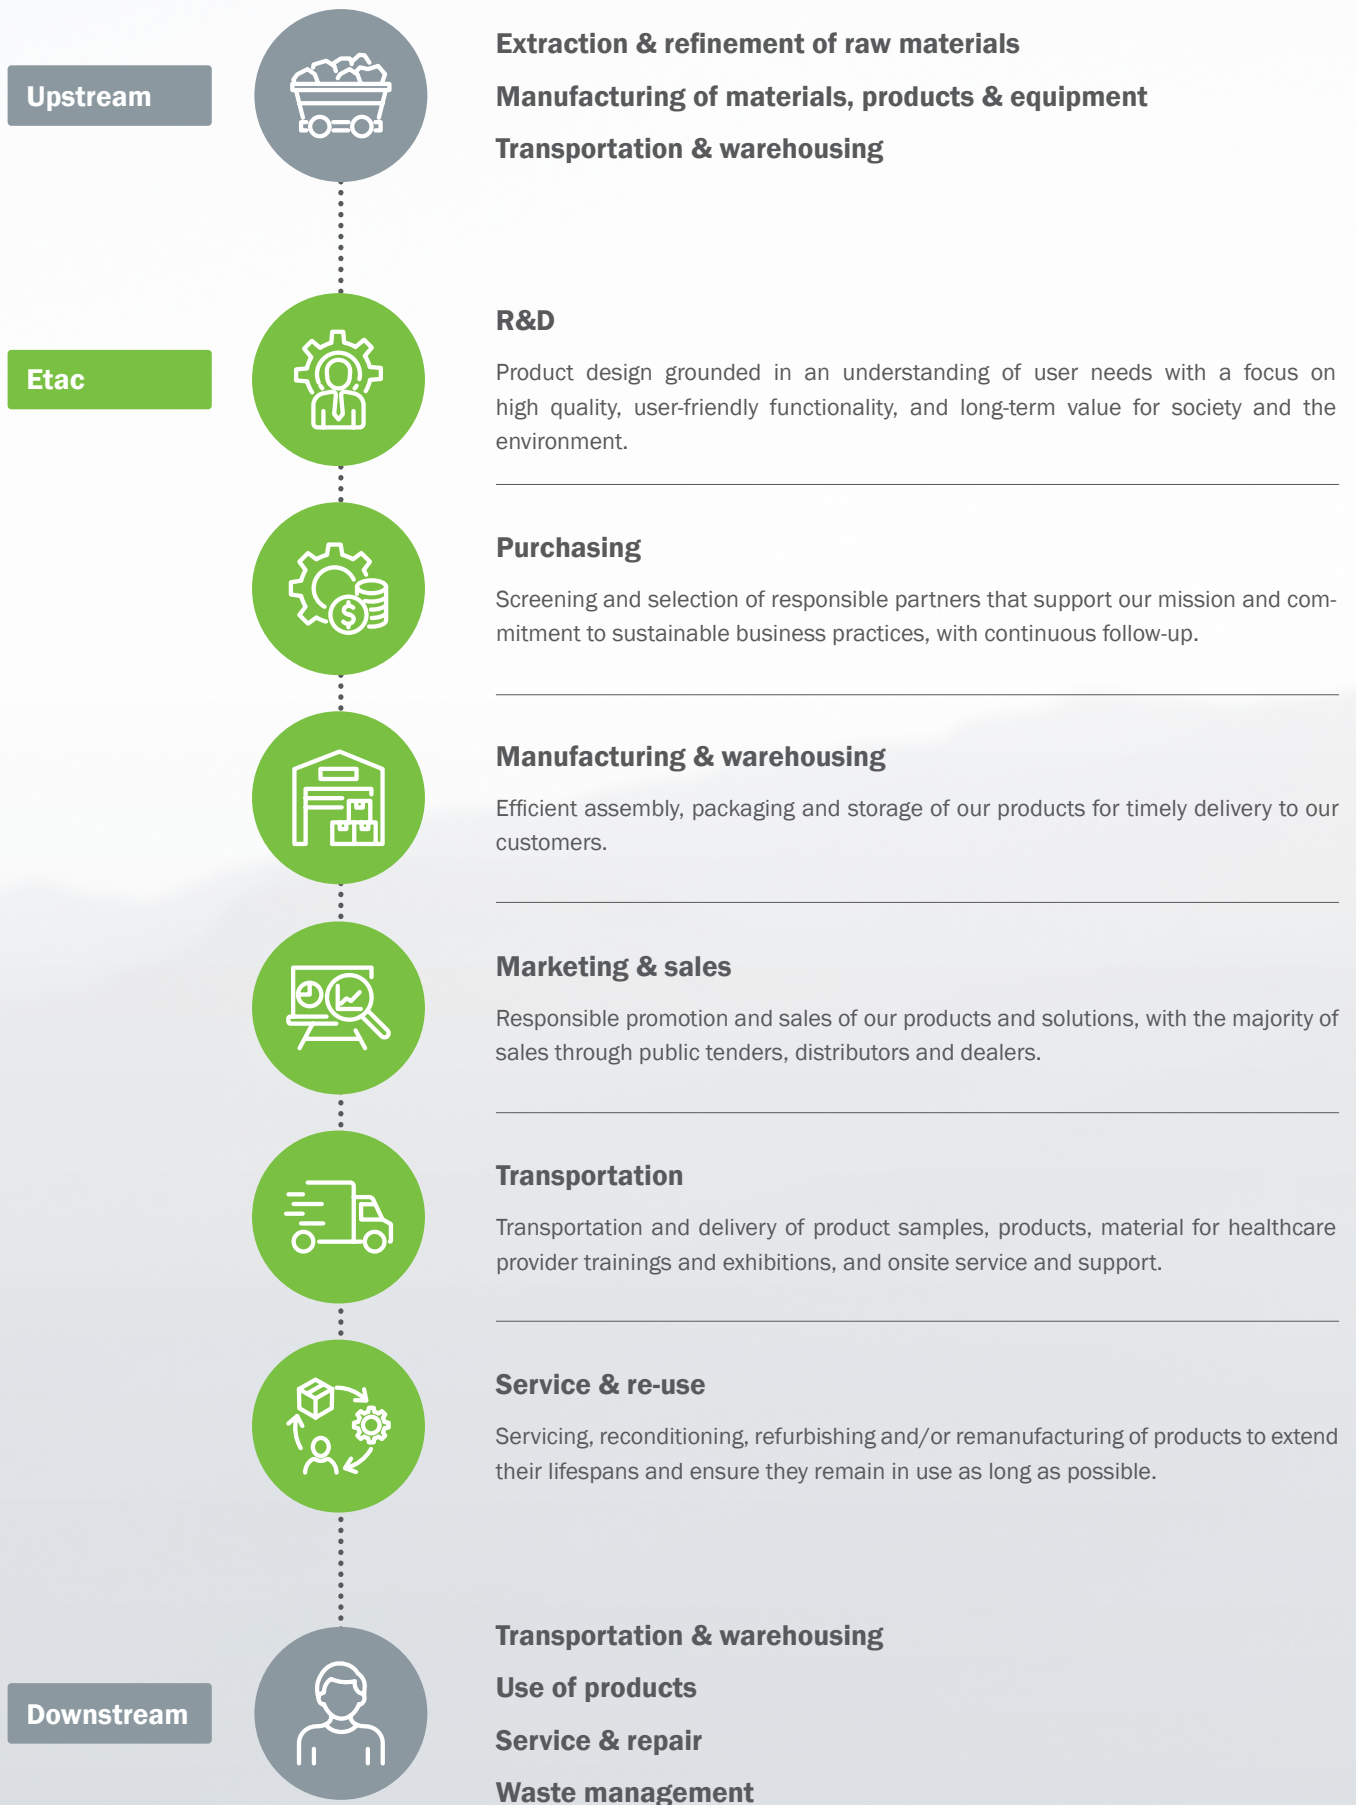 Upstream
Extraction & refinement of raw materials
Manufacturing of materials, products & equipment
Transportation & warehousing
Etac
R&D
Product design grounded in an understanding of user needs with a focus on
high quality, user-friendly functionality, and long-term value for society and the
environment.
Purchasing
Screening and selection of responsible partners that support our mission and com-
mitment to sustainable business practices, with continuous follow-up.
$
Manufacturing & warehousing
Efficient assembly, packaging and storage of our products for timely delivery to our
customers.
Marketing & sales
Responsible promotion and sales of our products and solutions, with the majority of
sales through public tenders, distributors and dealers.
Transportation
Transportation and delivery of product samples, products, material for healthcare
provider trainings and exhibitions, and onsite service and support.
Service & re-use
Servicing, reconditioning, refurbishing and/or remanufacturing of products to extend
their lifespans and ensure they remain in use as long as possible.
Downstream
Transportation & warehousing
Use of products
Service & repair
Waste management